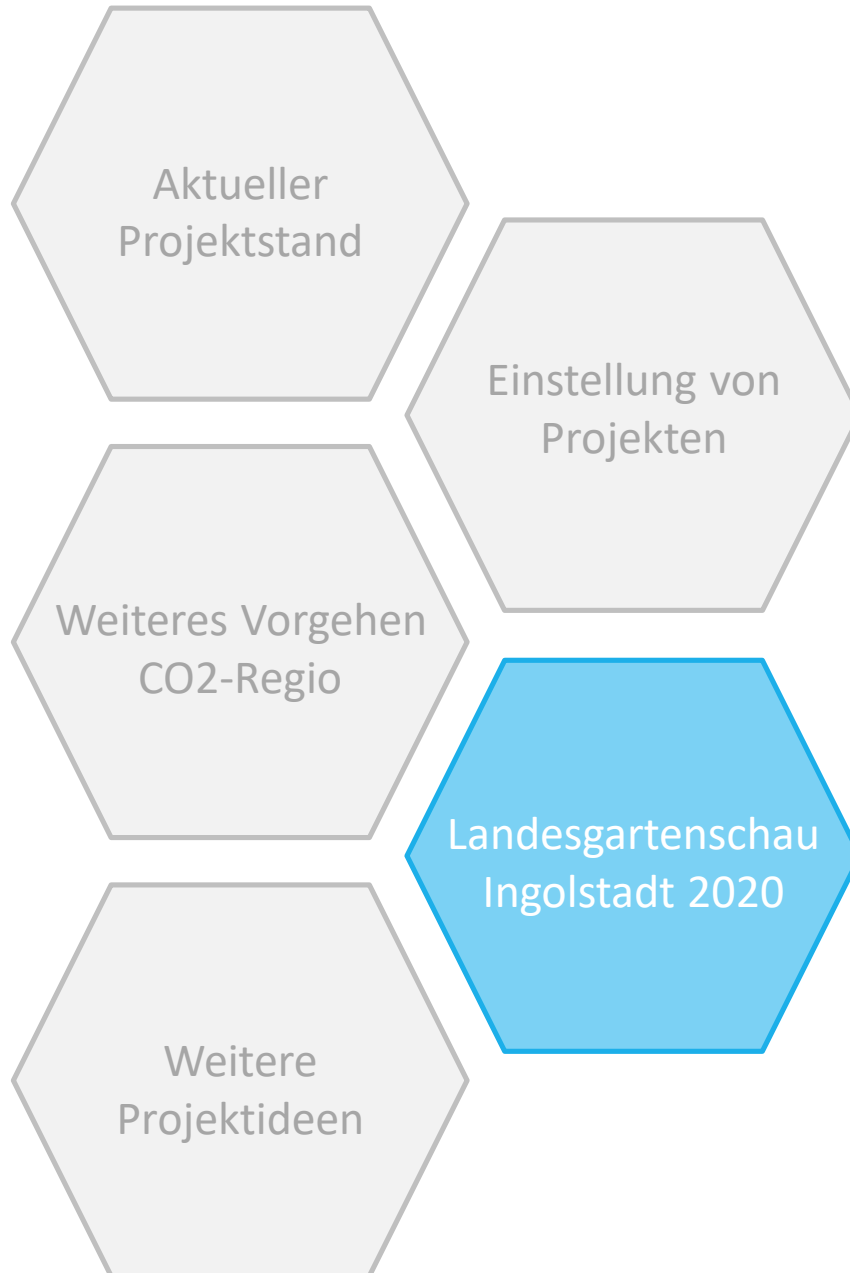 Aktueller
Projektstand
Einstellung von
Projekten
Weiteres Vorgehen
CO2-Regio
Landesgartenschau
Ingolstadt 2020
Weitere
Projektideen